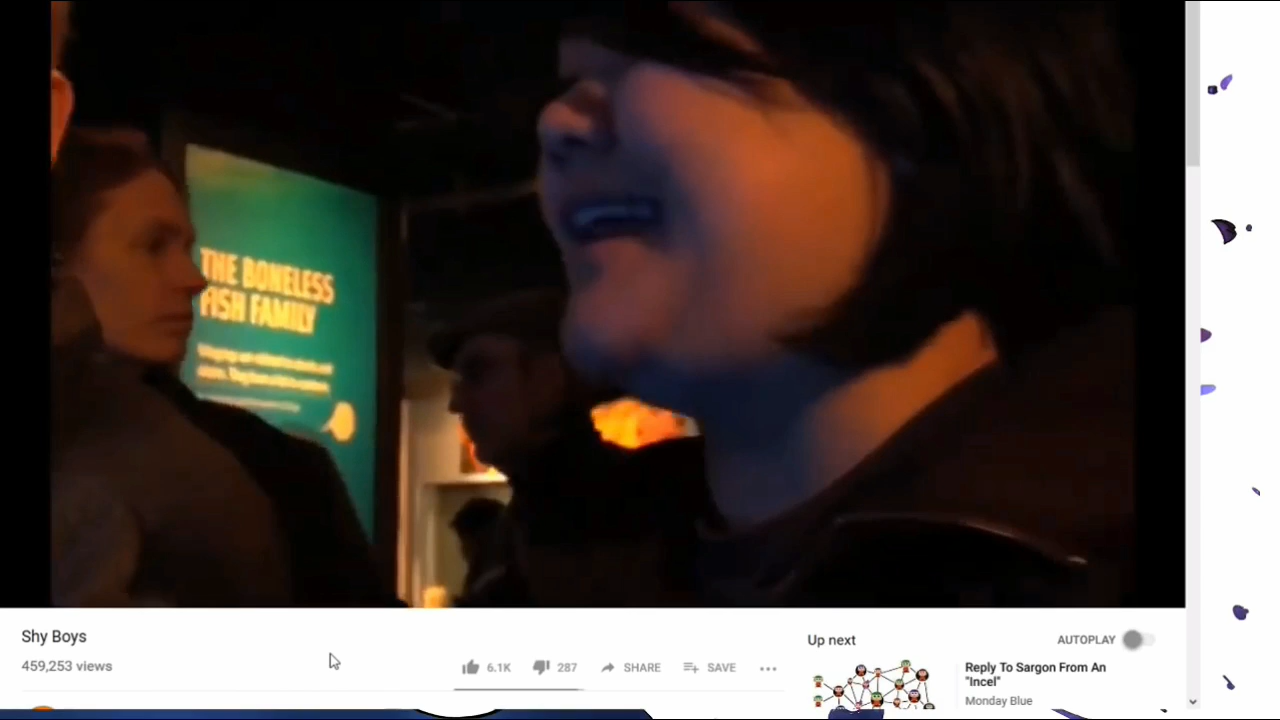 THE BONELESS
FISH FAMILY
Shy Boys
459,253 views
6.1K
287
SHARE
SAVE
Up next
AUTOPLAY
Reply To Sargon From An
"Incel"
Monday Blue